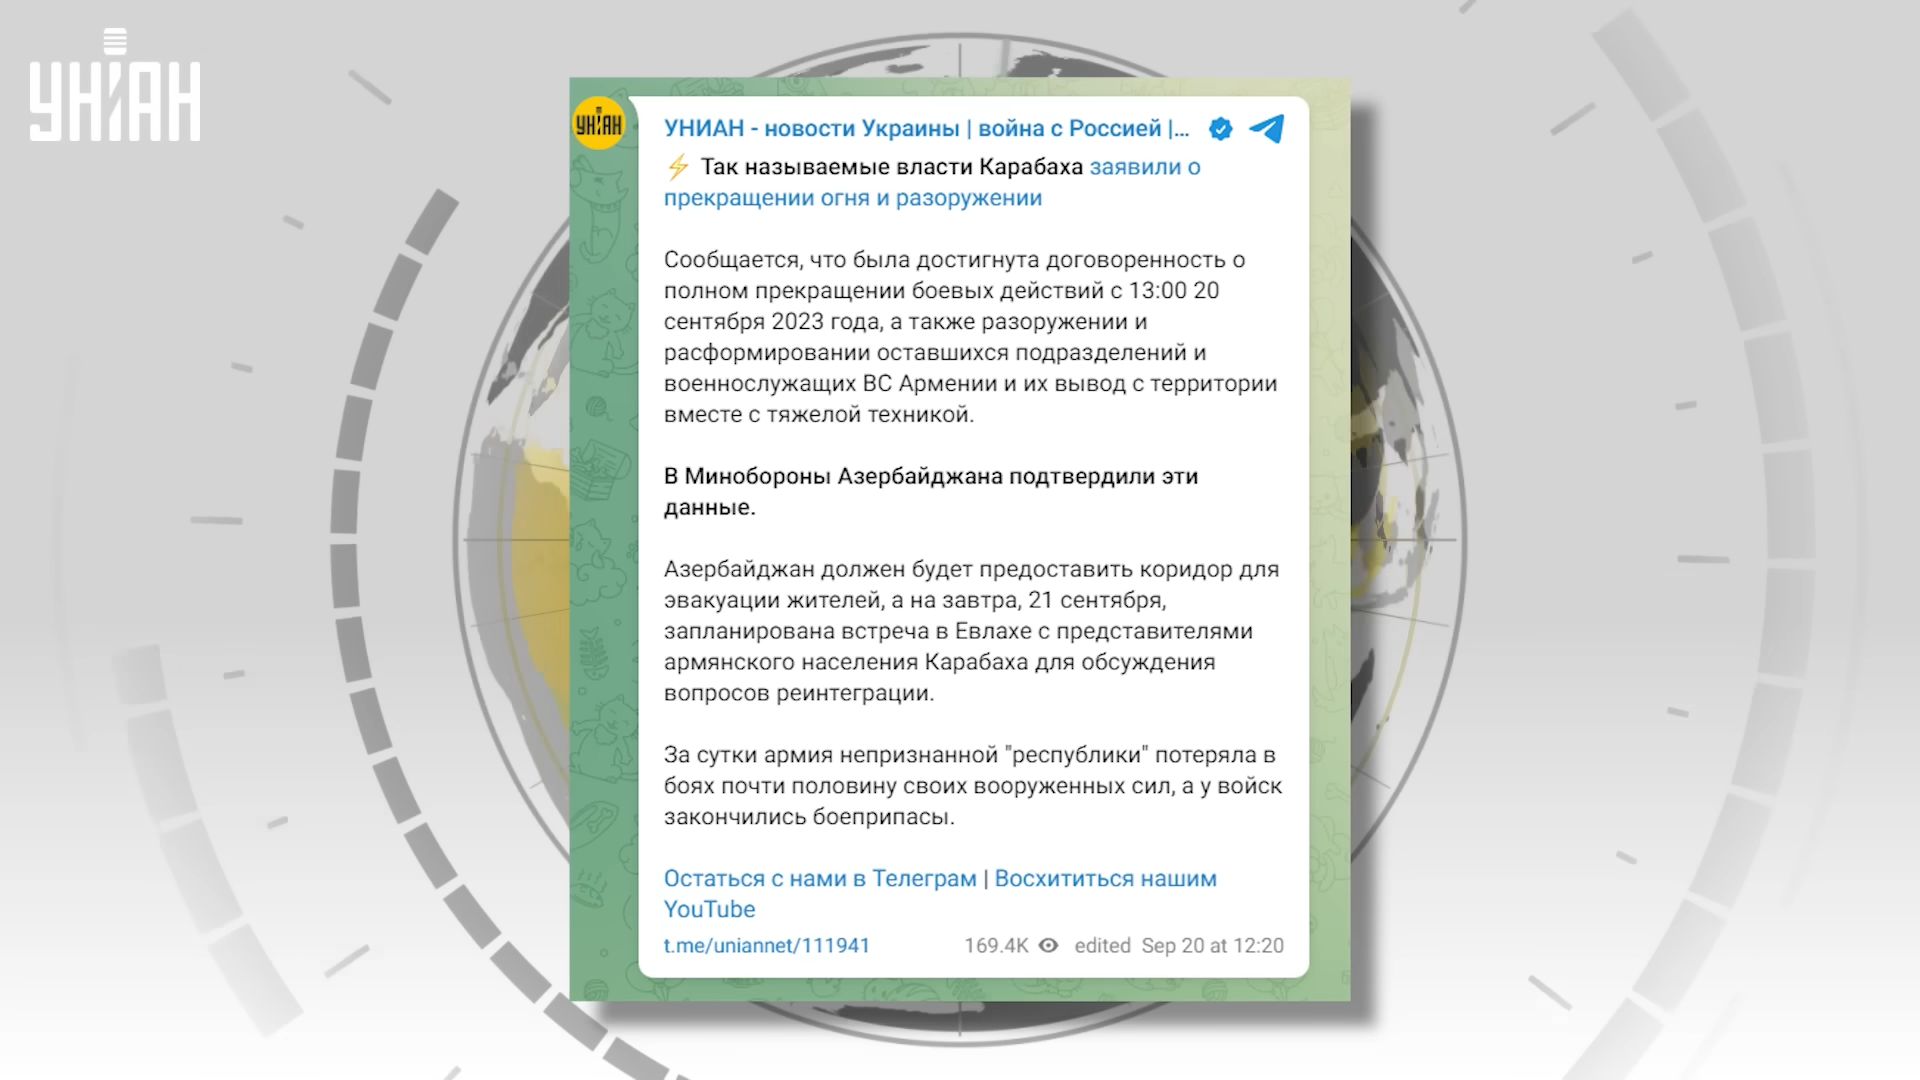 УНИАН
УНИАН
УНИАН - новости Украины | война с Россией |...
⚡ Так называемые власти Карабаха заявили о
прекращении огня и разоружении
Сообщается, что была достигнута договоренность о
полном прекращении боевых действий с 13:00 20
сентября 2023 года, а также разоружении и
расформировании оставшихся подразделений и
военнослужащих ВС Армении и их вывод с территории
вместе с тяжелой техникой.
В Минобороны Азербайджана подтвердили эти
данные.
Азербайджан должен будет предоставить коридор для
эвакуации жителей, а на завтра, 21 сентября,
запланирована встреча в Евлахе с представителями
армянского населения Карабаха для обсуждения
вопросов реинтеграции.
За сутки армия непризнанной "республики" потеряла в
боях почти половину своих вооруженных сил, а у войск
закончились боеприпасы.
Остаться с нами в Телеграм | Восхититься нашим
YouTube
t.me/uniannet/111941 169.4K edited Sep 20 at 12:20